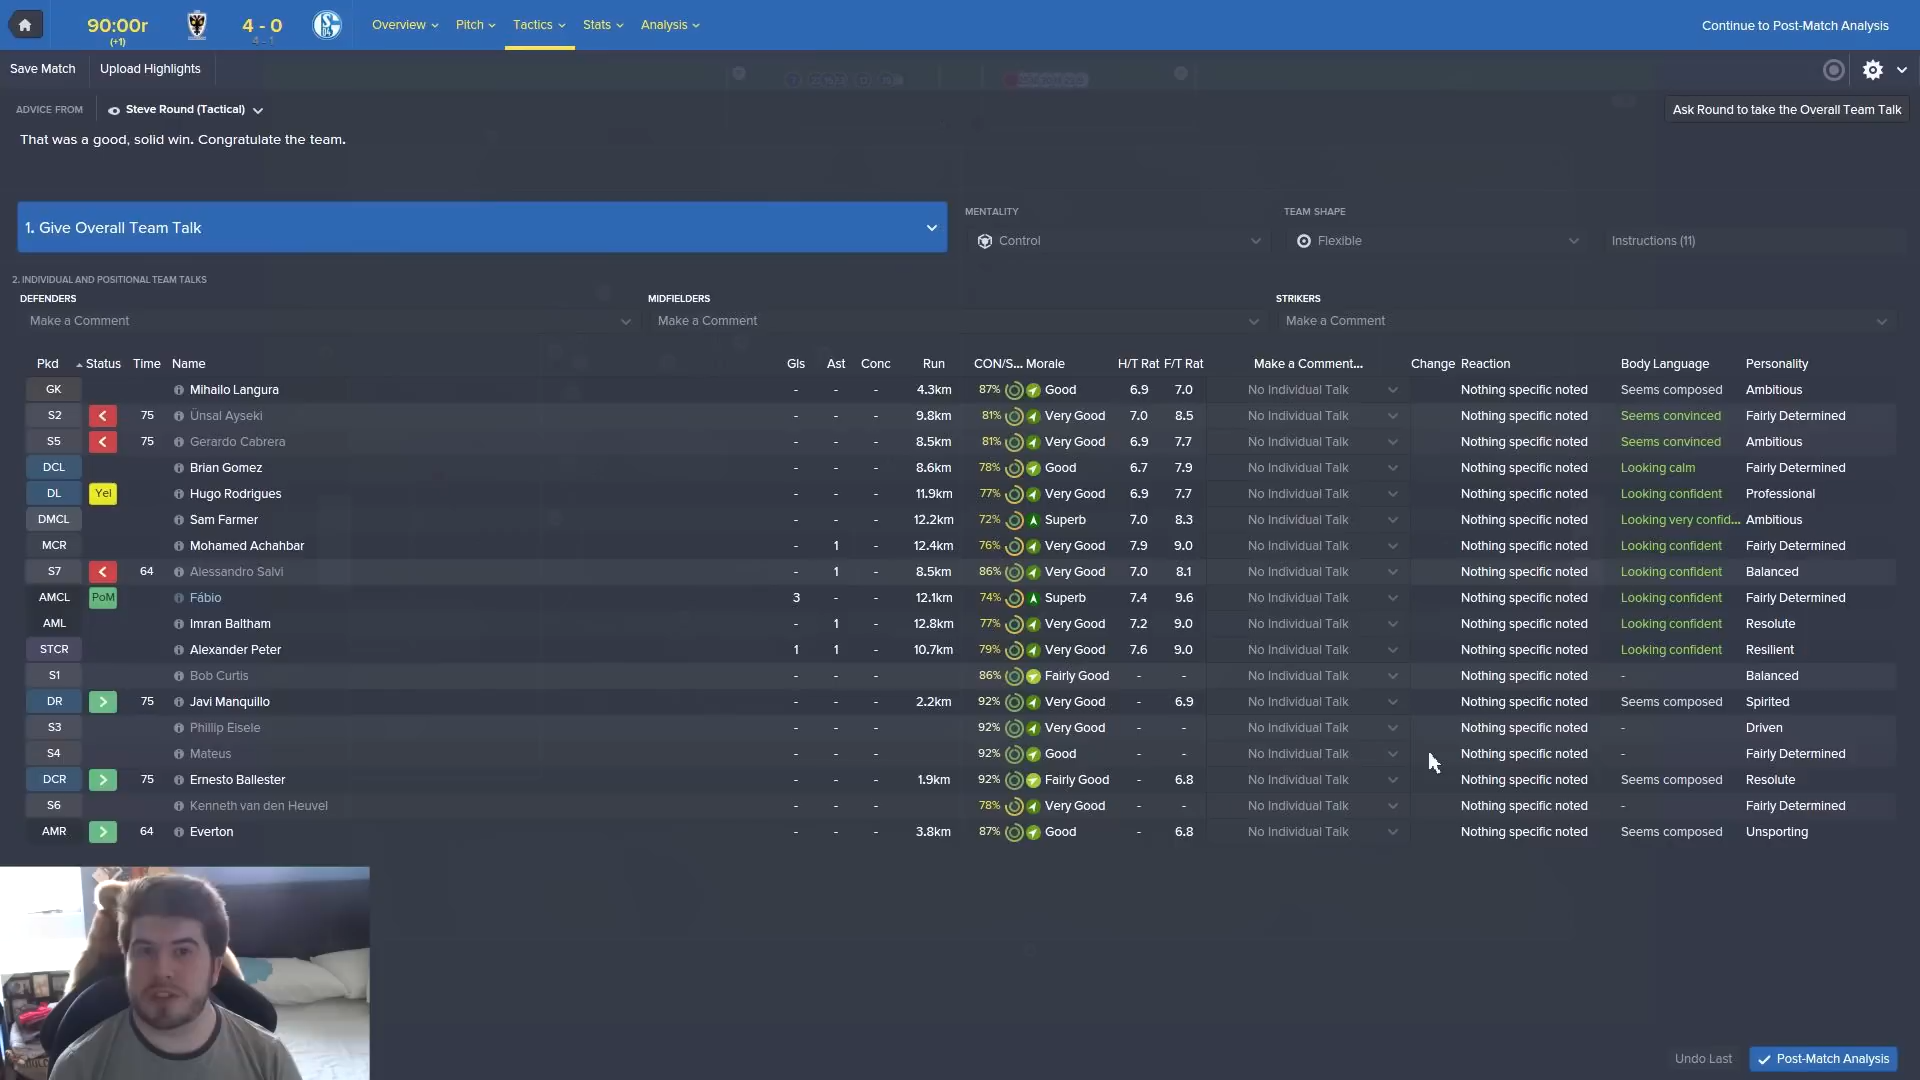 90:00r
(+1)
4 - 0
4 - 1
Overview
Pitch
Tactics
Stats
Analysis
Continue to Post-Match Analysis
Save Match
Upload Highlights
ADVICE FROM
Steve Round (Tactical)
Ask Round to take the Overall Team Talk
That was a good, solid win. Congratulate the team.
1. Give Overall Team Talk
MENTALITY
Control
TEAM SHAPE
Flexible
Instructions (11)
2. INDIVIDUAL AND POSITIONAL TEAM TALKS
DEFENDERS
Make a Comment
MIDFIELDERS
Make a Comment
STRIKERS
Make a Comment
Pkd Status Time Name Gls Ast Conc Run CON/S... Morale H/T Rat F/T Rat Make a Comment... Change Reaction Body Language Personality
GK Mihailo Langura - - - 4.3km 87% Good 6.9 7.0 No Individual Talk Nothing specific noted Seems composed Ambitious
S2 75 Ünsal Ayseki - - - 9.8km 81% Very Good 7.0 8.5 No Individual Talk Nothing specific noted Seems convinced Fairly Determined
S5 75 Gerardo Cabrera - - - 8.5km 81% Very Good 6.9 7.7 No Individual Talk Nothing specific noted Seems convinced Ambitious
DCL Brian Gomez - - - 8.6km 78% Good 6.7 7.9 No Individual Talk Nothing specific noted Looking calm Fairly Determined
DL Yel Hugo Rodrigues - - - 11.9km 77% Very Good 6.9 7.7 No Individual Talk Nothing specific noted Looking confident Professional
DMCL Sam Farmer - - - 12.2km 72% Superb 7.0 8.3 No Individual Talk Nothing specific noted Looking very confid... Ambitious
MCR Mohamed Achahbar - 1 - 12.4km 76% Very Good 7.9 9.0 No Individual Talk Nothing specific noted Looking confident Fairly Determined
S7 64 Alessandro Salvi - 1 - 8.5km 86% Very Good 7.0 8.1 No Individual Talk Nothing specific noted Looking confident Balanced
AMCL PoM Fábio 3 - - 12.1km 74% Superb 7.4 9.6 No Individual Talk Nothing specific noted Looking confident Fairly Determined
AML Imran Baltham - 1 - 12.8km 77% Very Good 7.2 9.0 No Individual Talk Nothing specific noted Looking confident Resolute
STCR Alexander Peter 1 1 - 10.7km 79% Very Good 7.6 9.0 No Individual Talk Nothing specific noted Looking confident Resilient
S1 Bob Curtis - - - 86% Fairly Good - - No Individual Talk Nothing specific noted - Balanced
DR 75 Javi Manquillo - - - 2.2km 92% Very Good - 6.9 No Individual Talk Nothing specific noted Seems composed Spirited
S3 Phillip Eisele - - - 92% Very Good - - No Individual Talk Nothing specific noted - Driven
S4 Mateus - - - 92% Good - - No Individual Talk Nothing specific noted - Fairly Determined
DCR 75 Ernesto Ballester - - - 1.9km 92% Fairly Good - 6.8 No Individual Talk Nothing specific noted Seems composed Resolute
S6 Kenneth van den Heuvel - - - 78% Very Good - - No Individual Talk Nothing specific noted - Fairly Determined
AMR 64 Everton - - - 3.8km 87% Good - 6.8 No Individual Talk Nothing specific noted Seems composed Unsporting
Undo Last
Post-Match Analysis